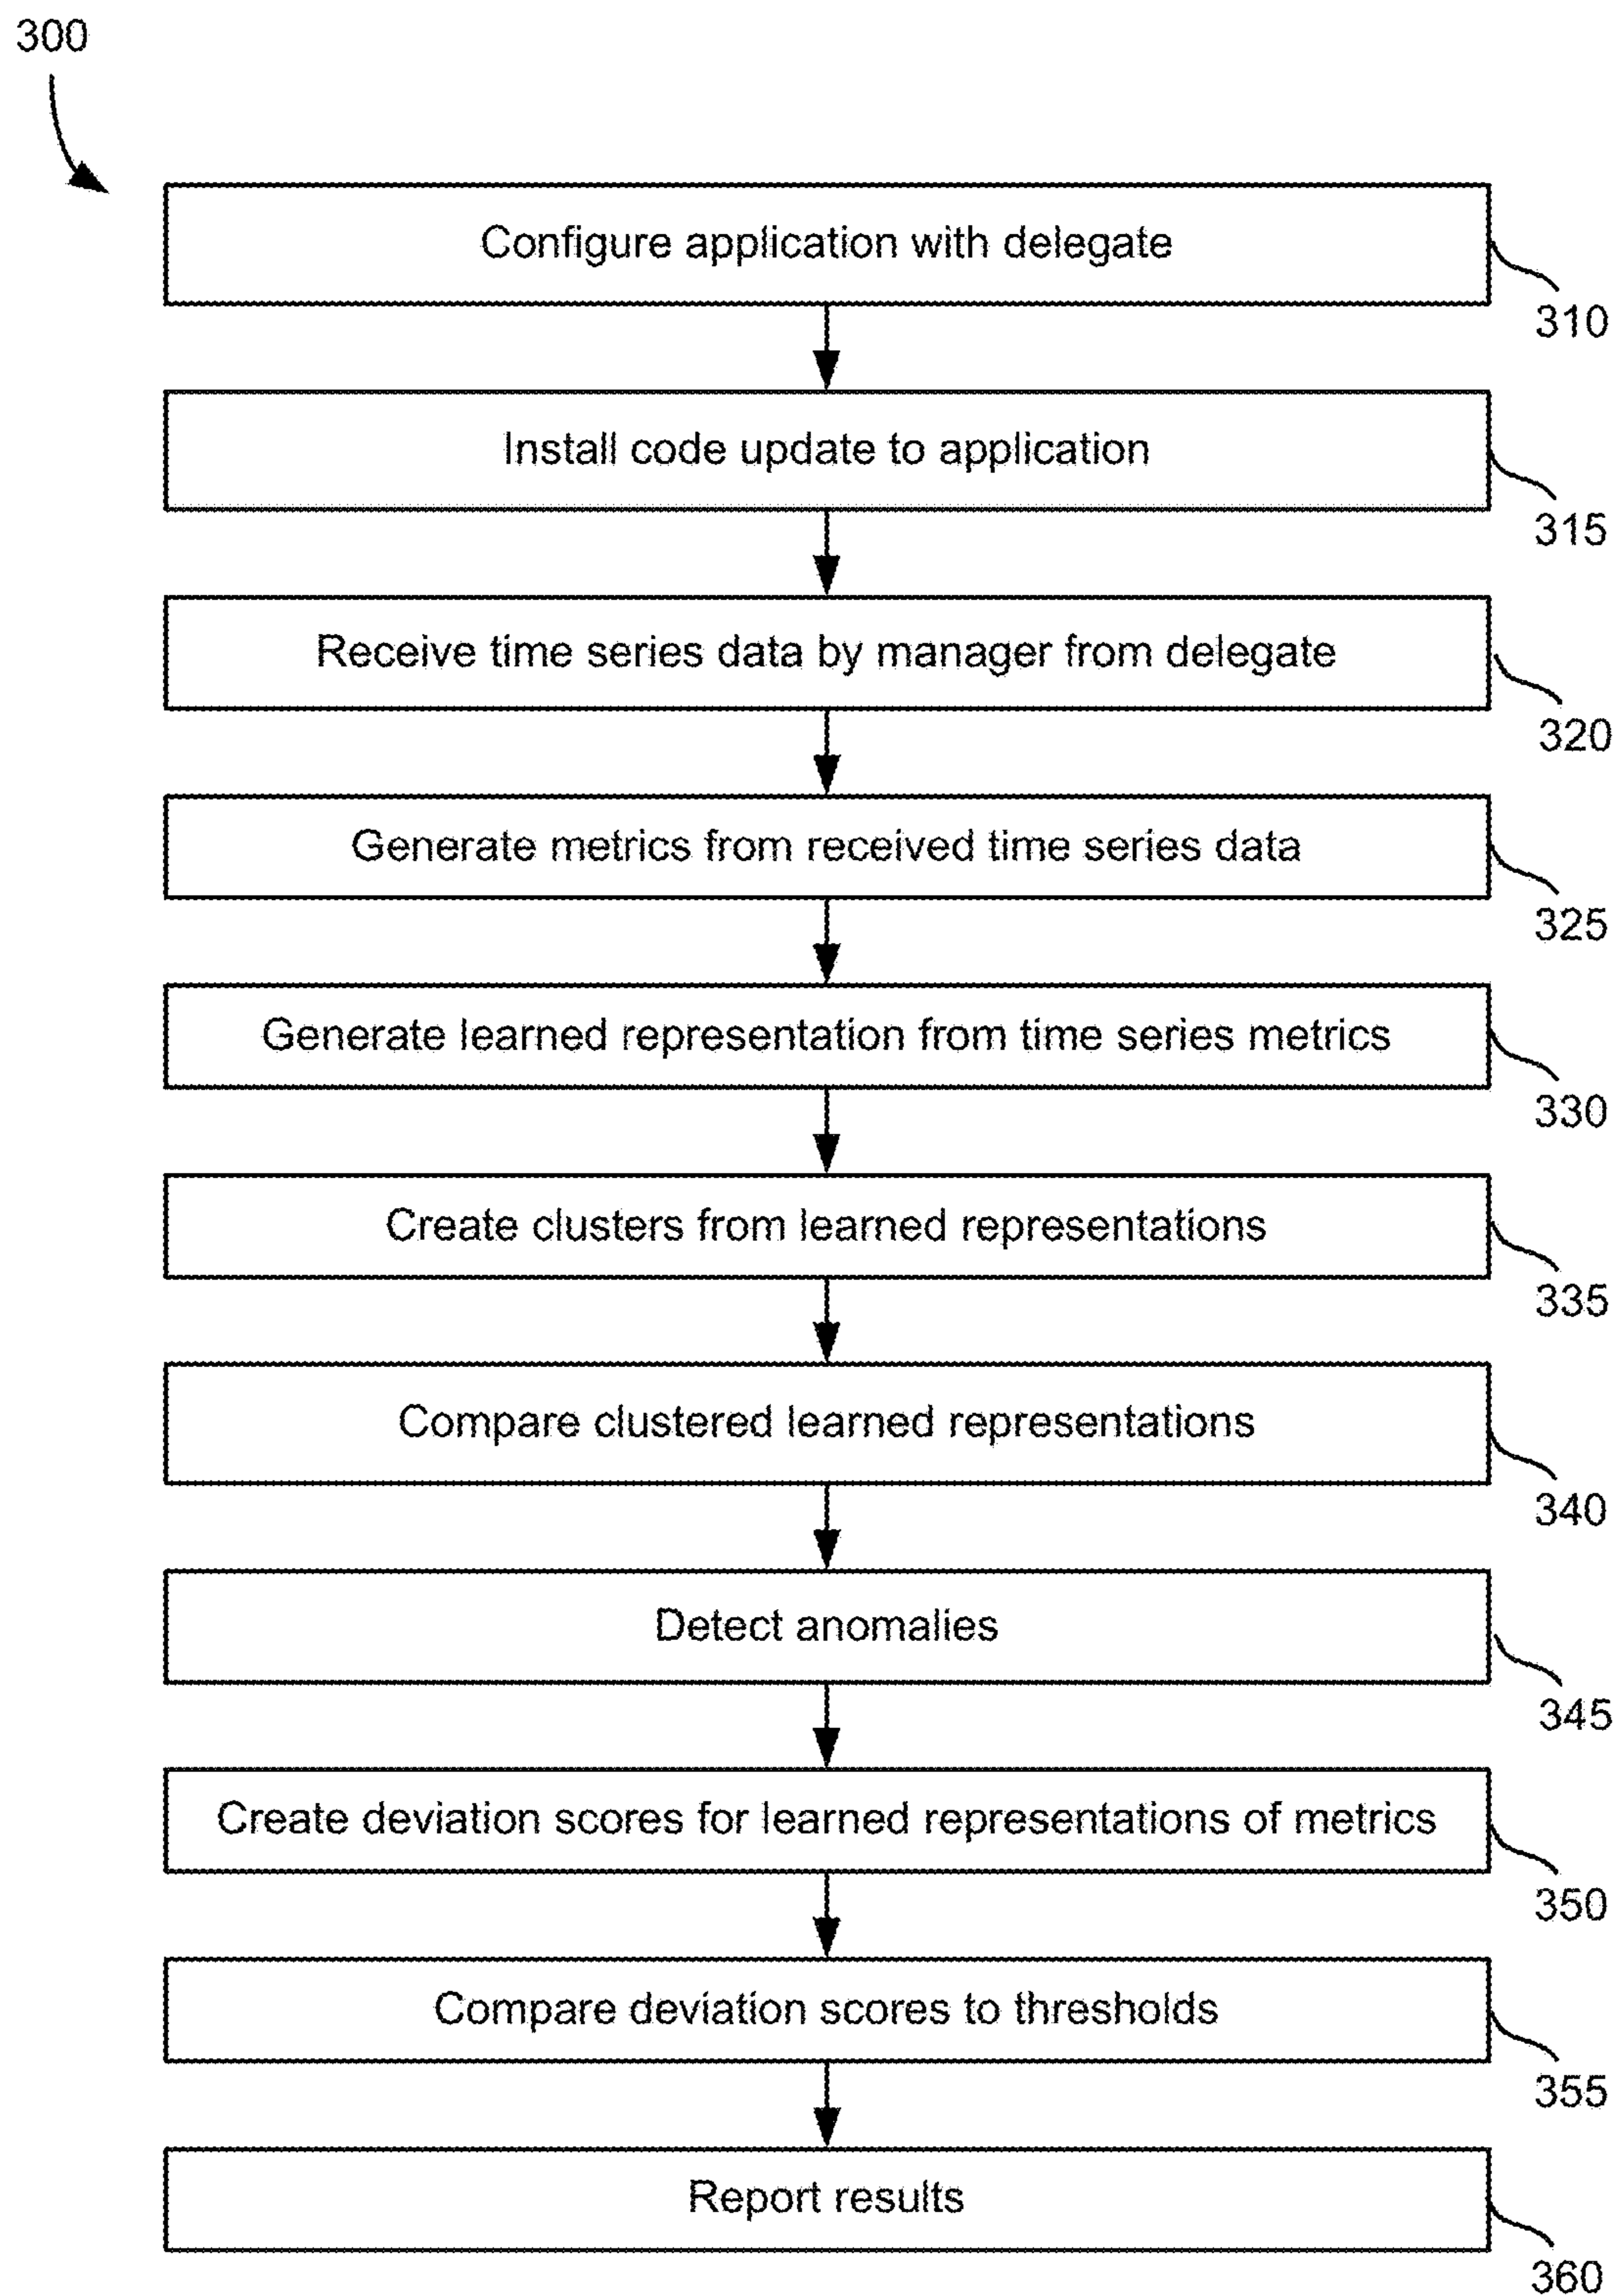 300
Configure application with delegate
310
Install code update to application
315
Receive time series data by manager from delegate
320
Generate metrics from received time series data
325
Generate learned representation from time series metrics
330
Create clusters from learned representations
335
Compare clustered learned representations
340
Detect anomalies
345
Create deviation scores for learned representations of metrics
350
Compare deviation scores to thresholds
355
Report results
360